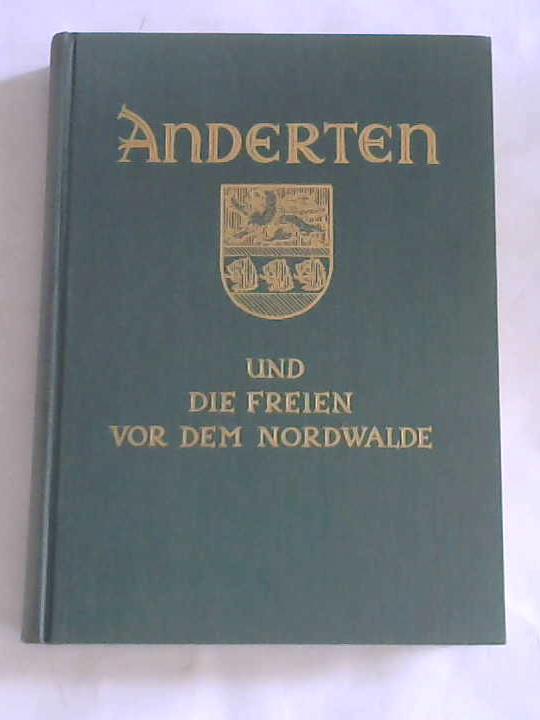 ANDERTEN
UND
DIE FREIEN
VOR DEM NORDWALDE